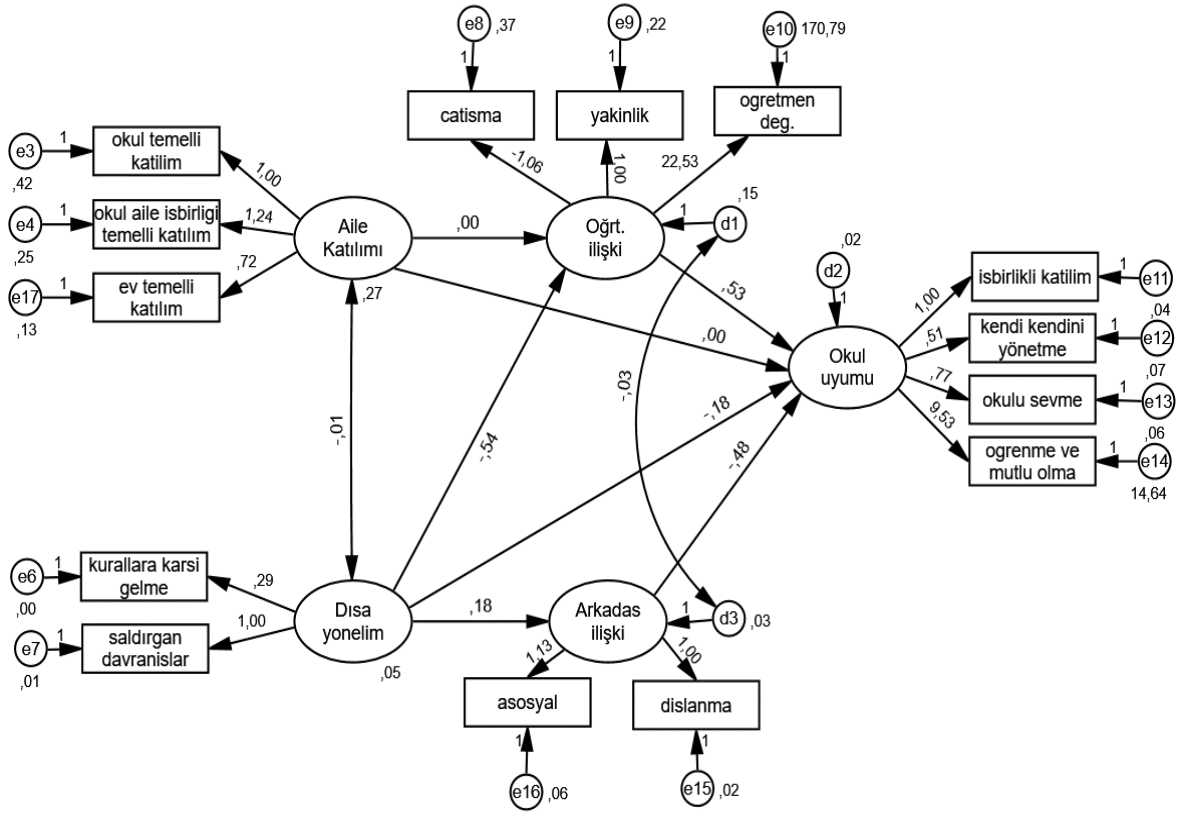 e8 ,37
e9 ,22
e10 170,79
1
1
1
catisma
yakinlik
ogretmen
deg.
e3
1
,42
okul temelli
katilim
e4
1
,25
okul aile isbirligi
temelli katılım
e17
1
,13
ev temelli
katılım
1,00
1,24
,72
Aile
Katılımı
,27
-1,06
1,00
22,53
,00
Oğrt.
ilişki
1
d1
,15
,53
,00
-,03
-,01
-,54
-,18
-,48
d2
,02
1
Okul
uyumu
1,00
,51
,77
9,53
isbirlikli katilim
1
e11
,04
kendi kendini
yönetme
1
e12
,07
okulu sevme
1
e13
,06
ogrenme ve
mutlu olma
1
e14
14,64
e6
1
,00
kurallara karsi
gelme
e7
1
,01
saldırgan
davranislar
,29
1,00
Dısa
yonelim
,05
,18
Arkadas
ilişki
1
d3
,03
1,13
1,00
asosyal
dislanma
1
1
e16 ,06
e15 ,02